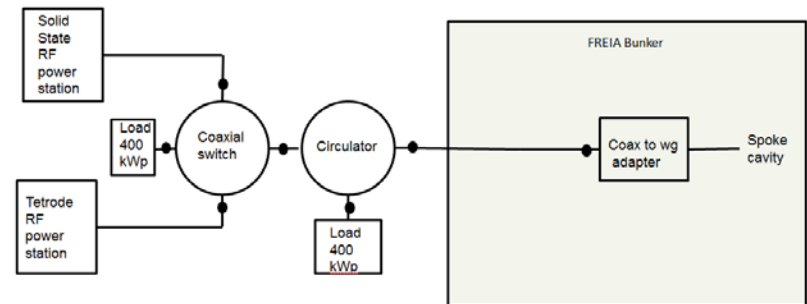 Solid
State
RF
power
station
FREIA Bunker
Load
400
kWp
Coaxial
switch
Circulator
Coax to wg
adapter
Spoke
cavity
Tetrode
RF
power
station
Load
400
kWp